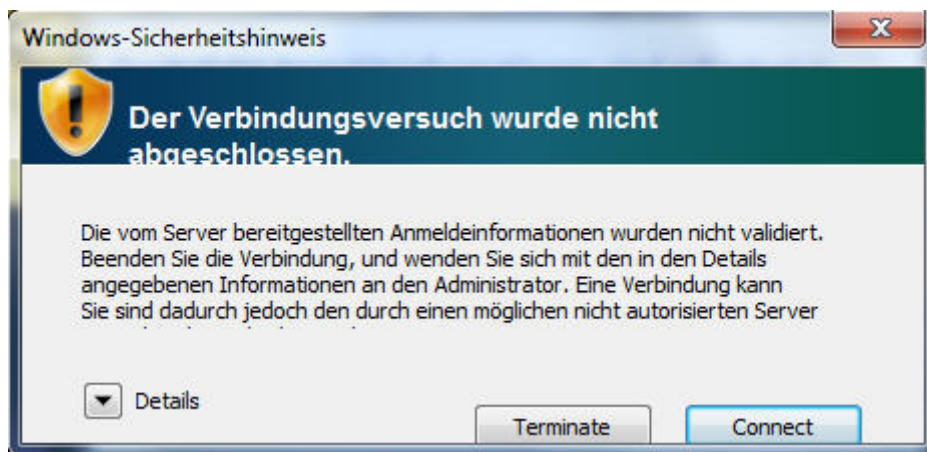 Windows-Sicherheitshinweis
Der Verbindungsversuch wurde nicht
abgeschlossen.
Die vom Server bereitgestellten Anmeldeinformationen wurden nicht validiert.
Beenden Sie die Verbindung, und wenden Sie sich mit den in den Details
angegebenen Informationen an den Administrator. Eine Verbindung kann
Sie sind dadurch jedoch den durch einen möglichen nicht autorisierten Server
Details
Terminate
Connect